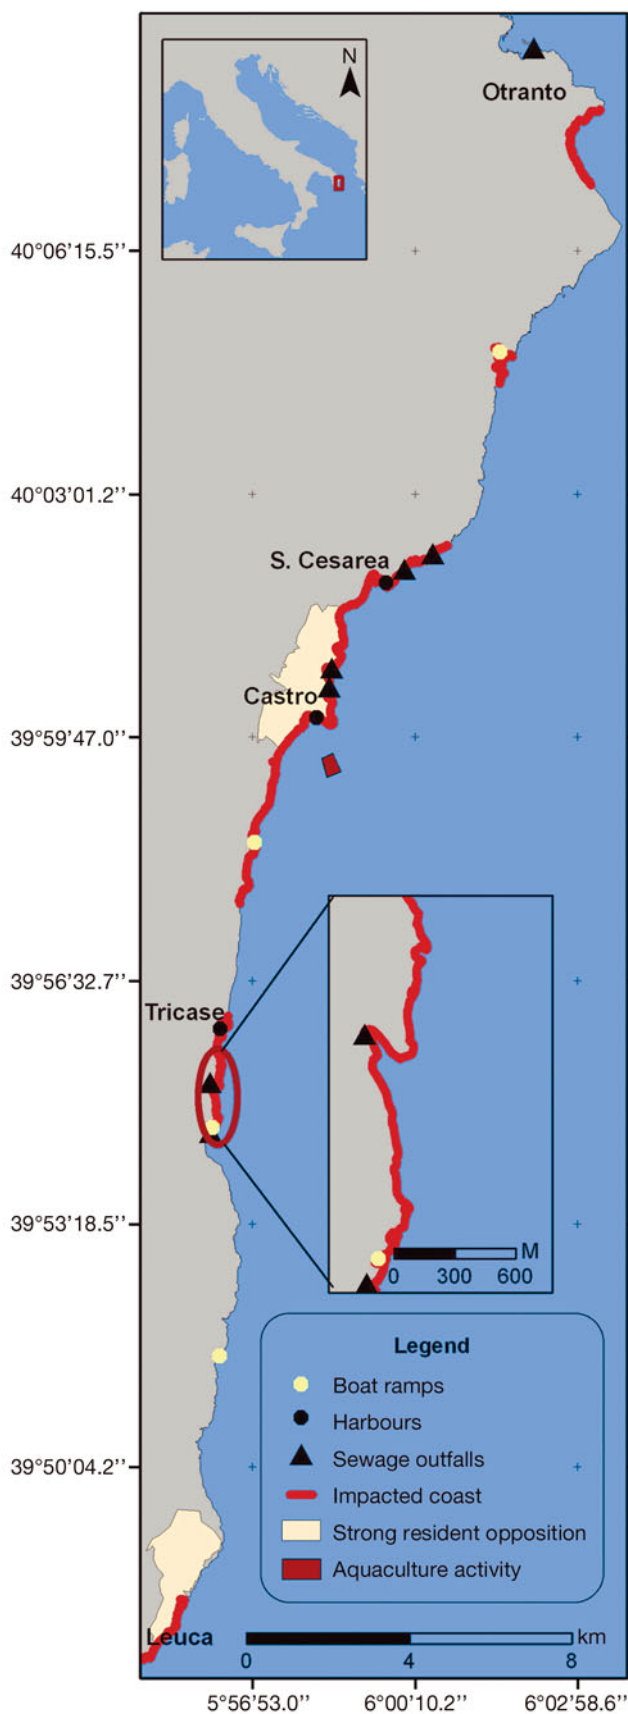 N
Otranto
40°06'15.5''
40°03'01.2''
S. Cesarea
Castro
39°59'47.0''
39°56'32.7''
Tricase
39°53'18.5''
M
0 300 600
Legend
Boat ramps
Harbours
39°50'04.2''
Sewage outfalls
Impacted coast
Strong resident opposition
Aquaculture activity
Leuca
km
0 4 8
5°56'53.0'' 6°00'10.2'' 6°02'58.6''